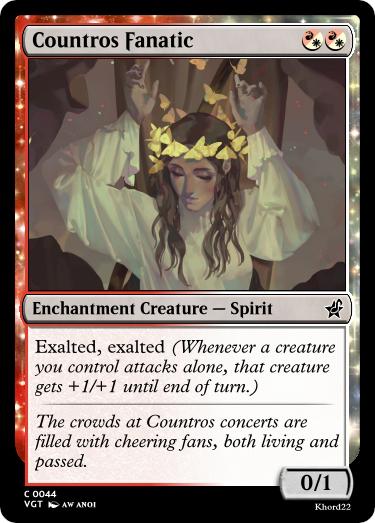 Countros Fanatic
Enchantment Creature — Spirit
Exalted, exalted (Whenever a creature
you control attacks alone, that creature
gets +1/+1 until end of turn.)
The crowds at Countros concerts are
filled with cheering fans, both living and
passed.
0/1
C 0044
VGT AW ANOI
Khord22